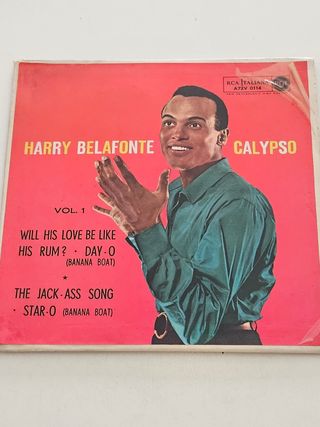 RCA ITALIANA
A72V 0114
HARRY BELAFONTE CALYPSO
VOL. 1
WILL HIS LOVE BE LIKE
HIS RUM? • DAY-O
(BANANA BOAT)
★
THE JACK-ASS SONG
• STAR-O (BANANA BOAT)